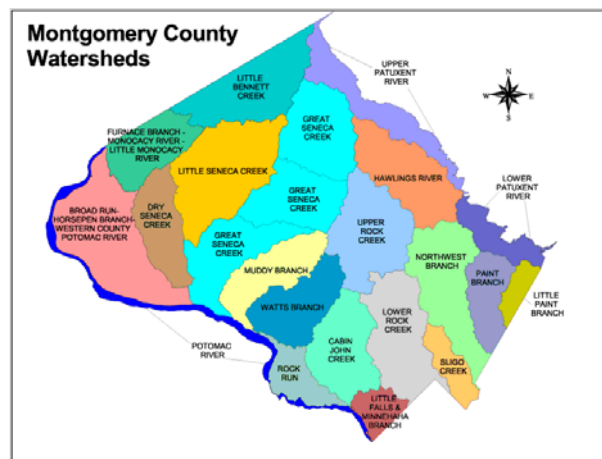 Montgomery County
Watersheds
UPPER
PATUXENT
RIVER
N
W
E
S
LITTLE
BENNETT
CREEK
GREAT
SENECA
CREEK
FURNACE BRANCH -
MONOCACY RIVER -
LITTLE MONOCACY
RIVER
LITTLE SENECA CREEK
HAWLINGS RIVER
LOWER
PATUXENT
RIVER
GREAT
SENECA
CREEK
DRY
SENECA
CREEK
BROAD RUN-
HORSEPEN BRANCH-
WESTERN COUNTY
POTOMAC RIVER
UPPER
ROCK
CREEK
GREAT
SENECA
CREEK
NORTHWEST
BRANCH
MUDDY BRANCH
PAINT
BRANCH
LITTLE
PAINT
BRANCH
WATTS BRANCH
LOWER
ROCK
CREEK
POTOMAC
RIVER
CABIN
JOHN
CREEK
SLIGO
CREEK
ROCK
RUN
LITTLE
FALLS &
MINNEHAHA
BRANCH